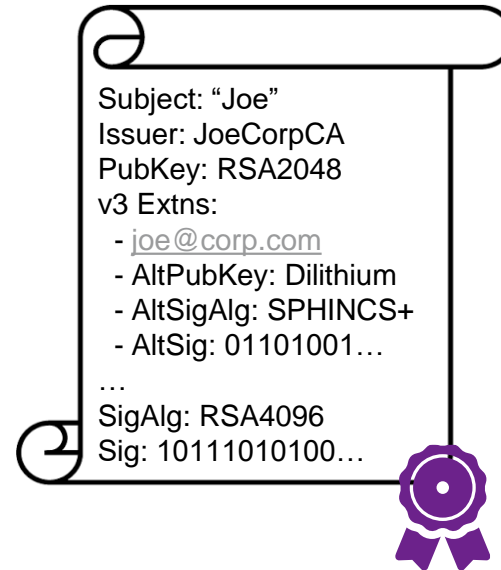 Subject: “Joe”
Issuer: JoeCorpCA
PubKey: RSA2048
v3 Extns:
- joe@corp.com
- AltPubKey: Dilithium
- AltSigAlg: SPHINCS+
- AltSig: 01101001…
…
SigAlg: RSA4096
Sig: 10111010100…